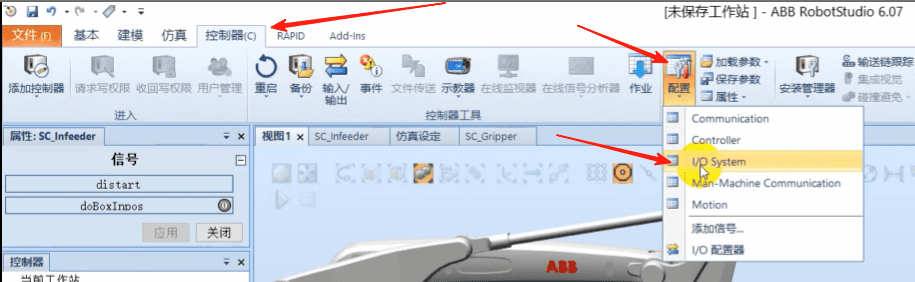 [未保存工作站 ] - ABB RobotStudio 6.07
文件(F) 基本 建模 仿真 控制器(C) RAPID Add-Ins
添加控制器 请求写权限 收回写权限 用户管理 重启 备份 输入/输出 事件 文件传送 示教器 在线监视器 在线信号分析器 作业 配置 加载参数 保存参数 属性 安装管理器 输送链跟踪 集成视觉 碰撞避免
进入 控制器工具
属性: SC_Infeeder
视图1 SC_Infeeder 仿真设定 SC_Gripper
信号
distart
doBoxInpos
应用 关闭
控制器
当前工作站
Communication
Controller
I/O System
Man-Machine Communication
Motion
添加信号...
I/O 配置器
ABB